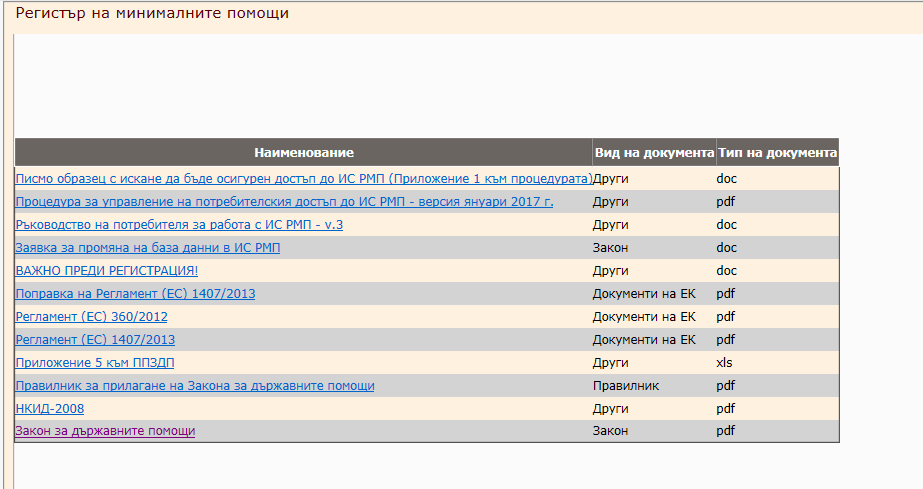 Регистър на минималните помощи
Наименование Вид на документа Тип на документа
Писмо образец с искане да бъде осигурен достъп до ИС РМП (Приложение 1 към процедурата) Други doc
Процедура за управление на потребителския достъп до ИС РМП - версия януари 2017 г. Други pdf
Ръководство на потребителя за работа с ИС РМП - v.3 Други doc
Заявка за промяна на база данни в ИС РМП Закон doc
ВАЖНО ПРЕДИ РЕГИСТРАЦИЯ! Други doc
Поправка на Регламент (ЕС) 1407/2013 Документи на ЕК pdf
Регламент (ЕС) 360/2012 Документи на ЕК pdf
Регламент (ЕС) 1407/2013 Документи на ЕК pdf
Приложение 5 към ППЗДП Други xls
Правилник за прилагане на Закона за държавните помощи Правилник pdf
НКИД-2008 Други pdf
Закон за държавните помощи Закон pdf